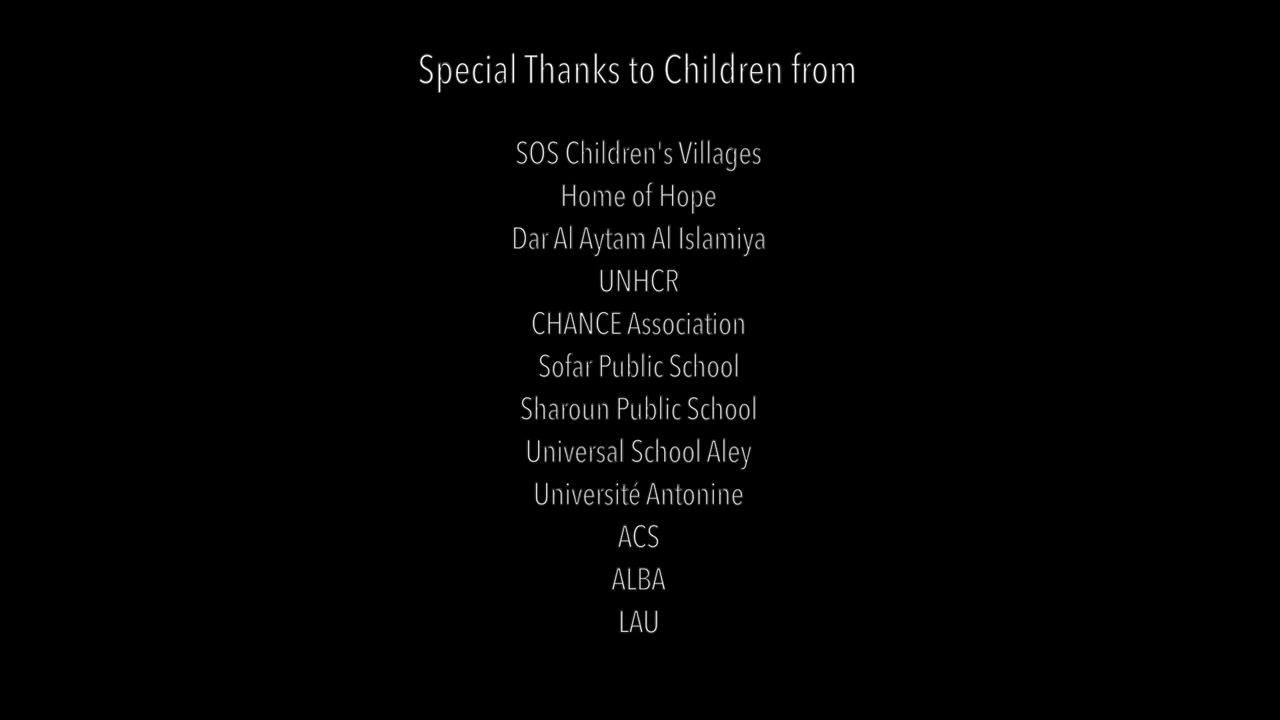 Special Thanks to Children from
SOS Children's Villages
Home of Hope
Dar Al Aytam Al Islamiya
UNHCR
CHANCE Association
Sofar Public School
Sharoun Public School
Universal School Aley
Université Antonine
ACS
ALBA
LAU